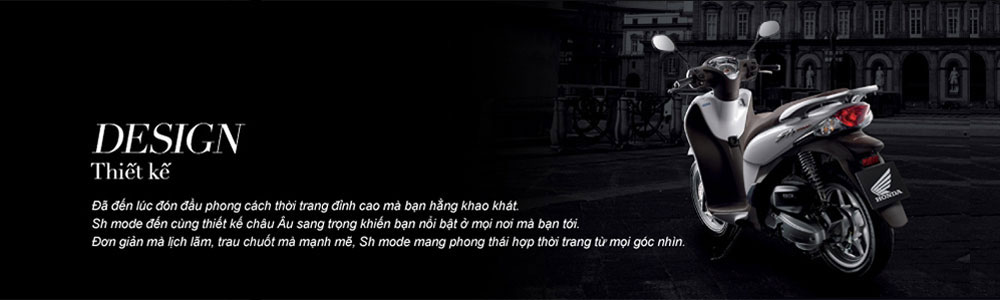 DESIGN
Thiết kế
Đã đến lúc đón đầu phong cách thời trang đỉnh cao mà bạn hằng khao khát.
Sh mode đến cùng thiết kế châu Âu sang trọng khiến bạn nổi bật ở mọi nơi mà bạn tới.
Đơn giản mà lịch lãm, trau chuốt mà mạnh mẽ, Sh mode mang phong thái hợp thời trang từ mọi góc nhìn.
HONDA